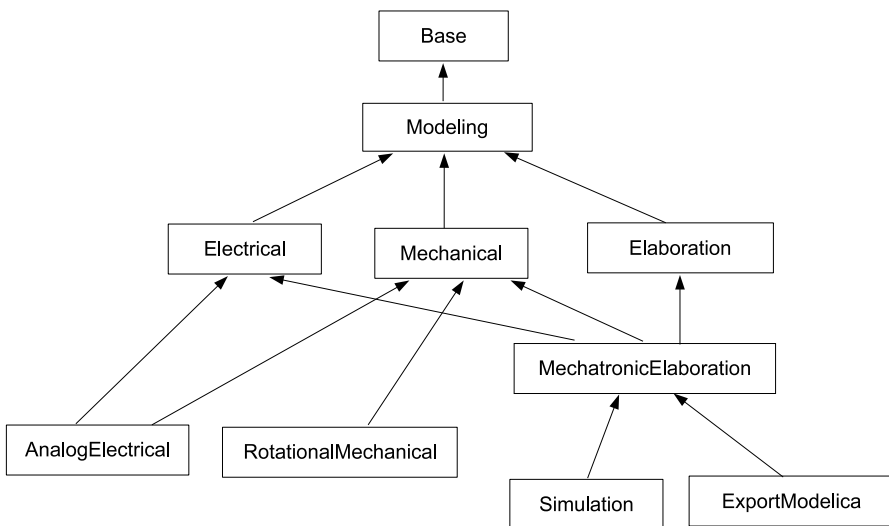 Base
Modeling
Electrical
Mechanical
Elaboration
MechatronicElaboration
AnalogElectrical
RotationalMechanical
Simulation
ExportModelica